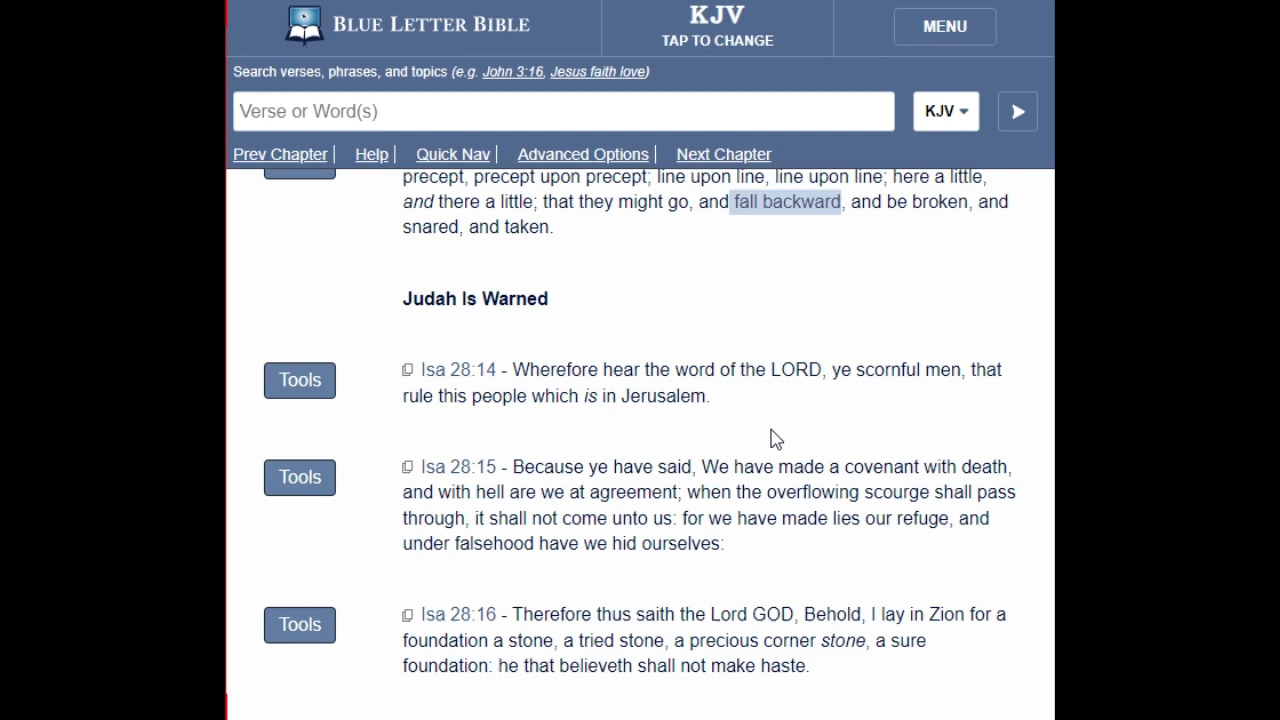 BLUE LETTER BIBLE
KJV
TAP TO CHANGE
MENU
Search verses, phrases, and topics (e.g. John 3:16, Jesus faith love)
Verse or Word(s)
KJV
Prev Chapter
Help
Quick Nav
Advanced Options
Next Chapter
precept, precept upon precept; line upon line, line upon line; here a little,
and there a little; that they might go, and fall backward, and be broken, and
snared, and taken.
Judah Is Warned
Tools
Isa 28:14 - Wherefore hear the word of the LORD, ye scornful men, that
rule this people which is in Jerusalem.
Tools
Isa 28:15 - Because ye have said, We have made a covenant with death,
and with hell are we at agreement; when the overflowing scourge shall pass
through, it shall not come unto us: for we have made lies our refuge, and
under falsehood have we hid ourselves:
Tools
Isa 28:16 - Therefore thus saith the Lord GOD, Behold, I lay in Zion for a
foundation a stone, a tried stone, a precious corner stone, a sure
foundation: he that believeth shall not make haste.